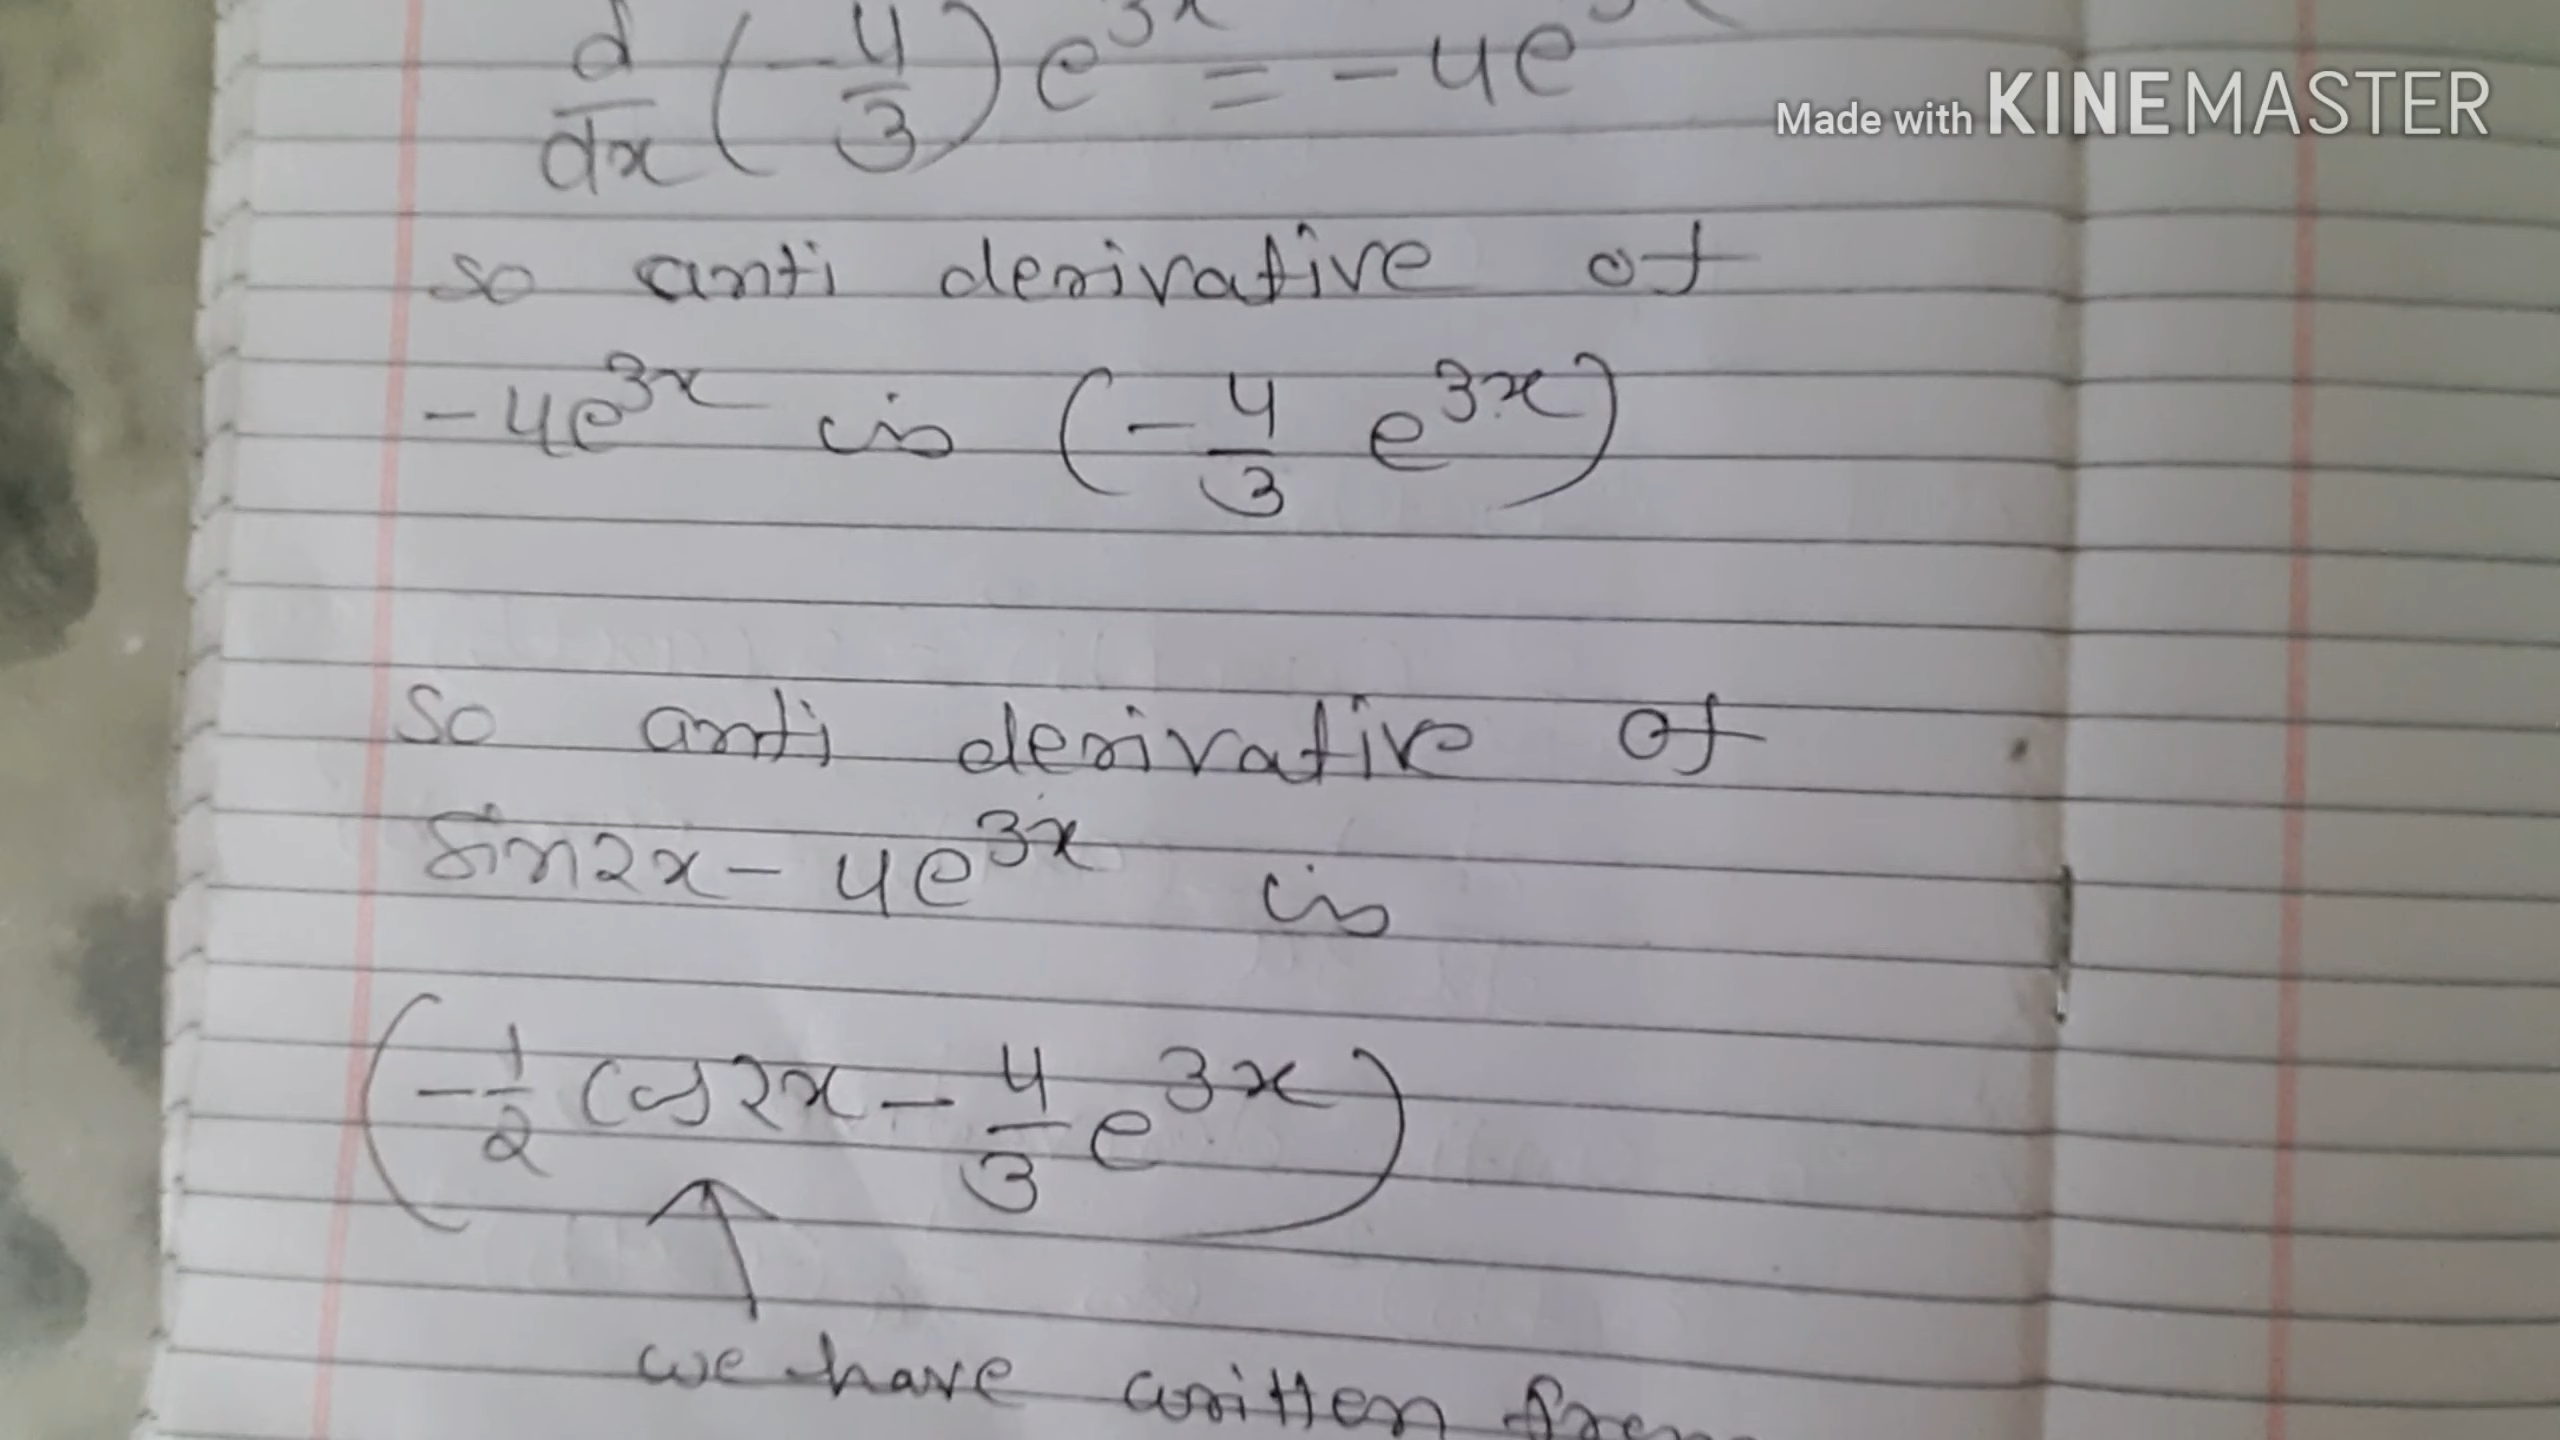 d/dx (-4/3) e^3x = -4e
Made with KINEMASTER
so anti derivative of
-4e^3x is (-4/3 e^3x)
so anti derivative of
sin2x - 4e^3x is
(-1/2 cos2x - 4/3 e^3x)
↑
we have written